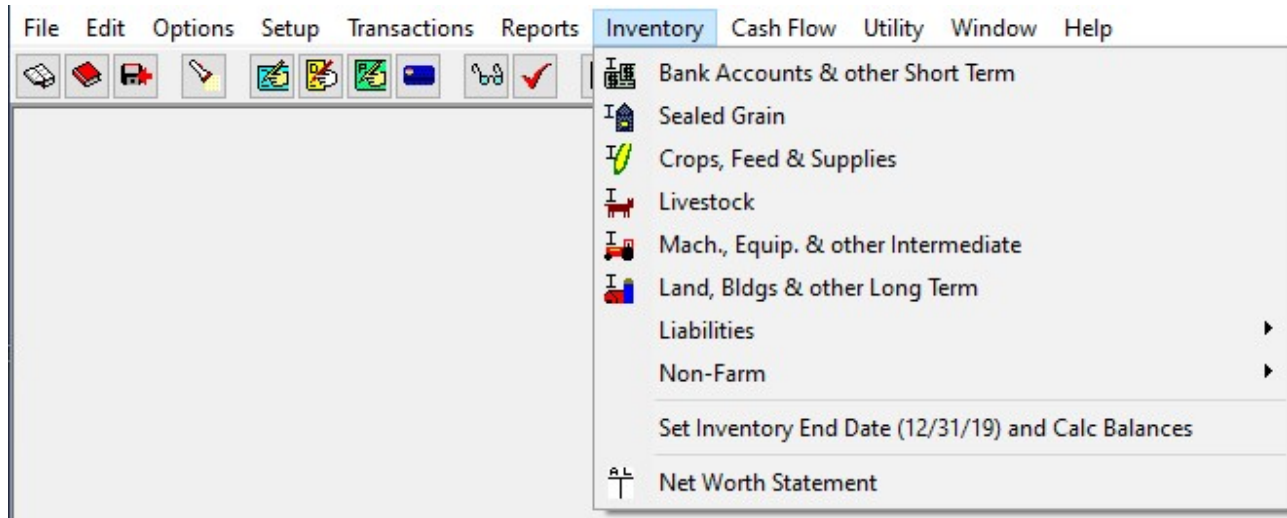 File Edit Options Setup Transactions Reports Inventory Cash Flow Utility Window Help
Bank Accounts & other Short Term
Sealed Grain
Crops, Feed & Supplies
Livestock
Mach., Equip. & other Intermediate
Land, Bldgs & other Long Term
Liabilities
Non-Farm
Set Inventory End Date (12/31/19) and Calc Balances
Net Worth Statement